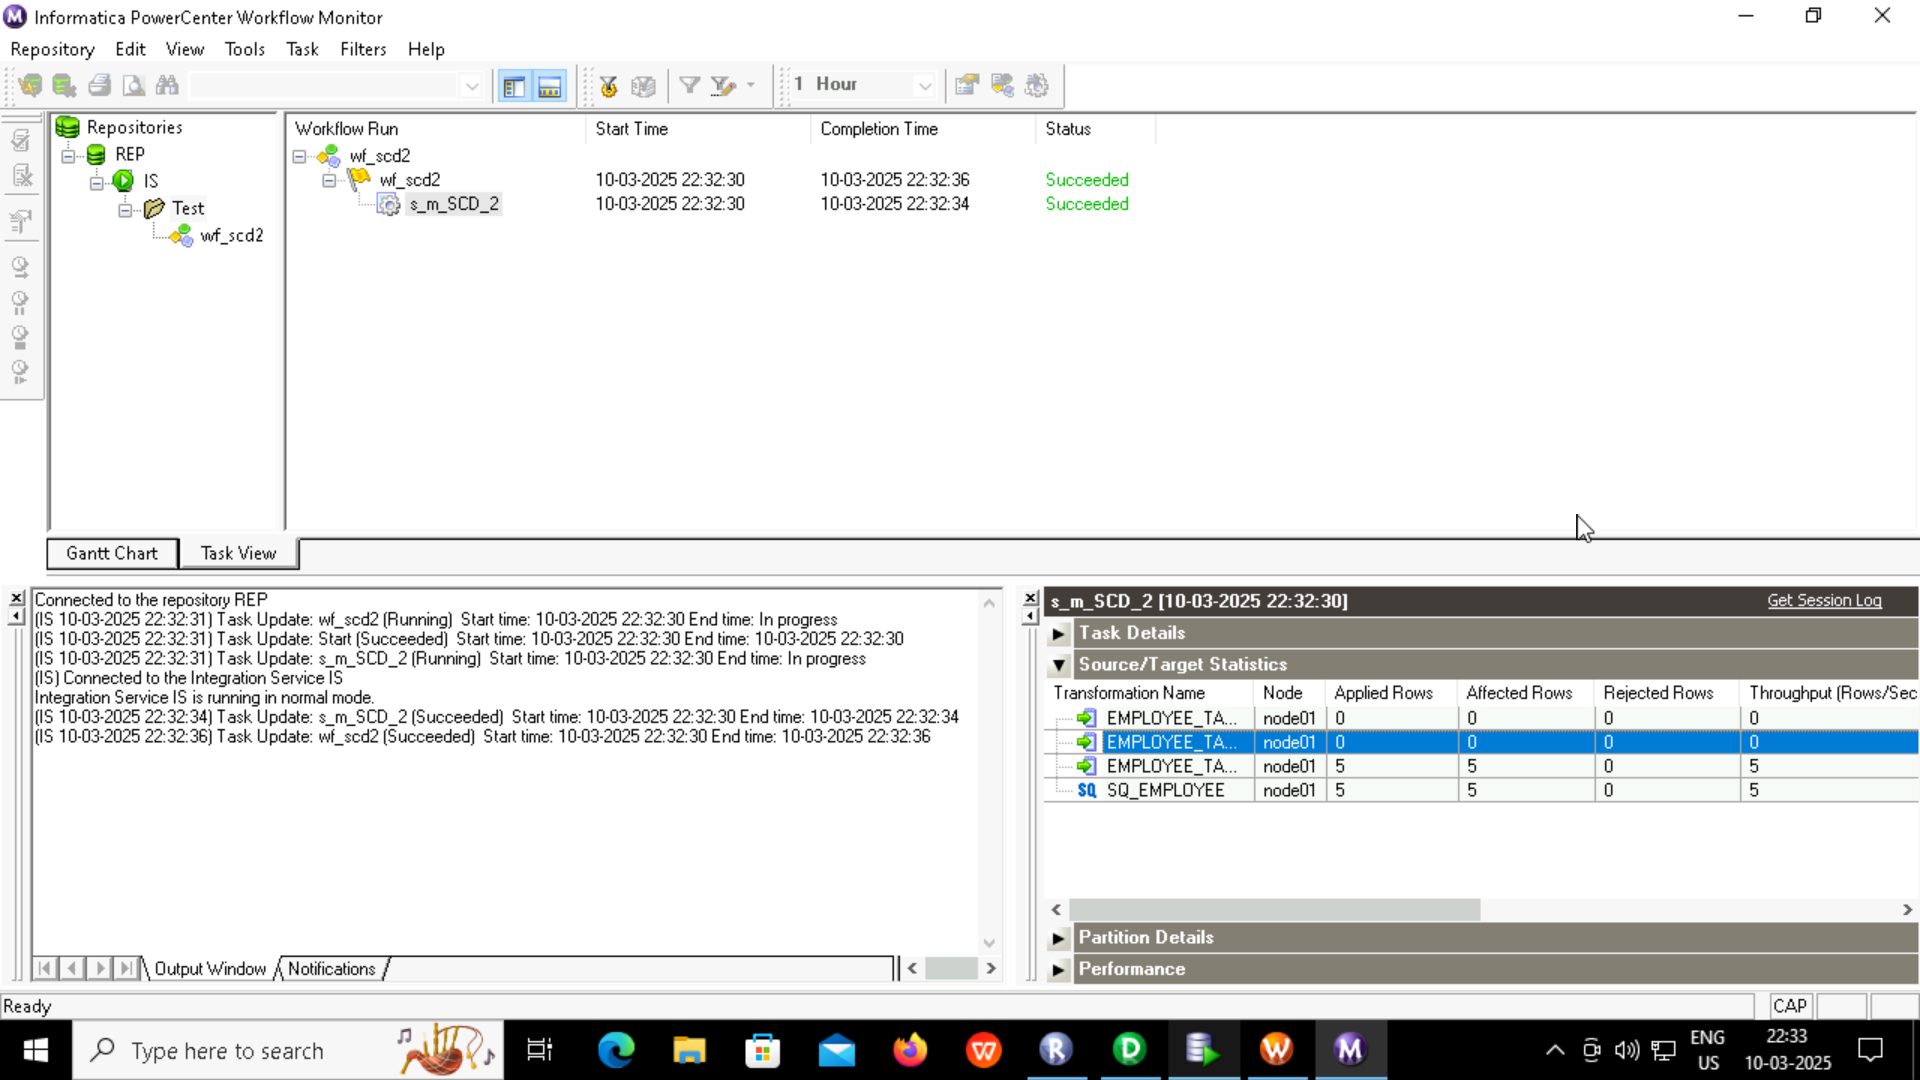 Informatica PowerCenter Workflow Monitor
Repository Edit View Tools Task Filters Help
1 Hour
Repositories
REP
IS
Test
wf_scd2
Workflow Run Start Time Completion Time Status
wf_scd2
wf_scd2 10-03-2025 22:32:30 10-03-2025 22:32:36 Succeeded
s_m_SCD_2 10-03-2025 22:32:30 10-03-2025 22:32:34 Succeeded
Gantt Chart Task View
Connected to the repository REP
(IS 10-03-2025 22:32:31) Task Update: wf_scd2 (Running) Start time: 10-03-2025 22:32:30 End time: In progress
(IS 10-03-2025 22:32:31) Task Update: Start (Succeeded) Start time: 10-03-2025 22:32:30 End time: 10-03-2025 22:32:30
(IS 10-03-2025 22:32:31) Task Update: s_m_SCD_2 (Running) Start time: 10-03-2025 22:32:30 End time: In progress
(IS) Connected to the Integration Service IS
Integration Service IS is running in normal mode.
(IS 10-03-2025 22:32:34) Task Update: s_m_SCD_2 (Succeeded) Start time: 10-03-2025 22:32:30 End time: 10-03-2025 22:32:34
(IS 10-03-2025 22:32:36) Task Update: wf_scd2 (Succeeded) Start time: 10-03-2025 22:32:30 End time: 10-03-2025 22:32:36
Output Window Notifications
s_m_SCD_2 [10-03-2025 22:32:30] Get Session Log
Task Details
Source/Target Statistics
Transformation Name Node Applied Rows Affected Rows Rejected Rows Throughput (Rows/Sec
EMPLOYEE_TA... node01 0 0 0 0
EMPLOYEE_TA... node01 0 0 0 0
EMPLOYEE_TA... node01 5 5 0 5
SQ SQ_EMPLOYEE node01 5 5 0 5
Partition Details
Performance
Ready CAP
Type here to search
ENG
US
22:33
10-03-2025